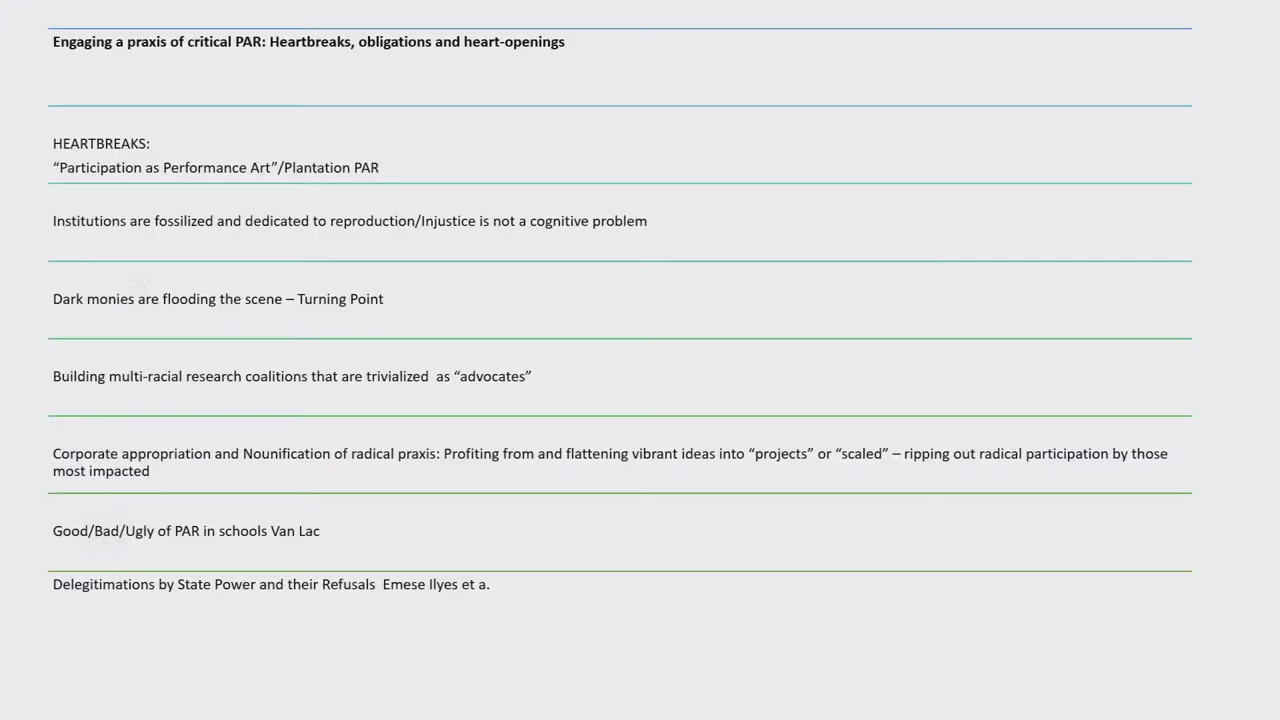 Engaging a praxis of critical PAR: Heartbreaks, obligations and heart-openings
HEARTBREAKS:
“Participation as Performance Art”/Plantation PAR
Institutions are fossilized and dedicated to reproduction/Injustice is not a cognitive problem
Dark monies are flooding the scene – Turning Point
Building multi-racial research coalitions that are trivialized  as “advocates”
Corporate appropriation and Nounification of radical praxis: Profiting from and flattening vibrant ideas into “projects” or “scaled” – ripping out radical participation by those
most impacted
Good/Bad/Ugly of PAR in schools Van Lac
Delegitimations by State Power and their Refusals  Emese Ilyes et a.